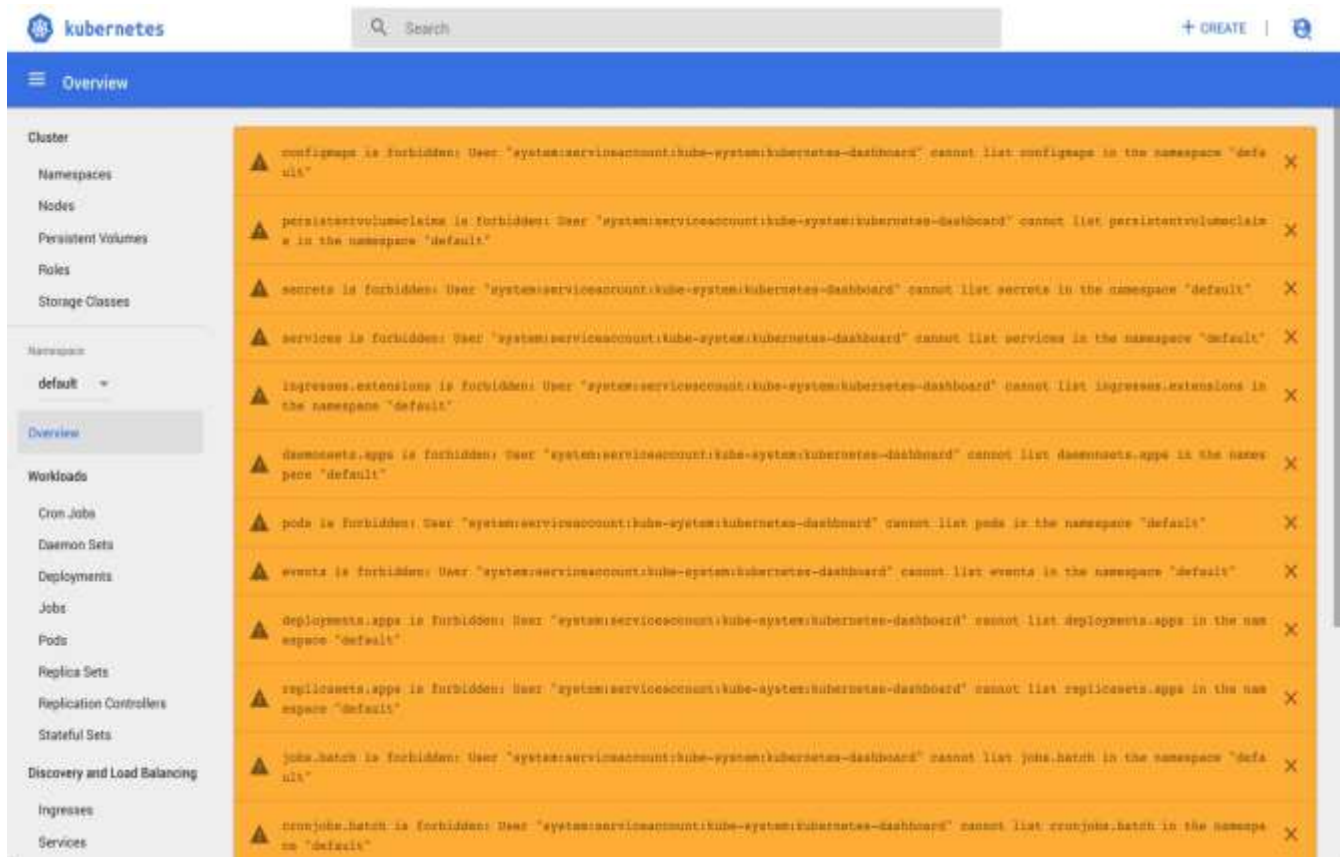 kubernetes
Search
+ CREATE
Overview
Cluster
Namespaces
Nodes
Persistent Volumes
Roles
Storage Classes
Namespace
default
Overview
Workloads
Cron Jobs
Daemon Sets
Deployments
Jobs
Pods
Replica Sets
Replication Controllers
Stateful Sets
Discovery and Load Balancing
Ingresses
Services
configmaps is forbidden: User "system:serviceaccount:kube-system:kubernetes-dashboard" cannot list configmaps in the namespace "defa
ult"
persistentvolumeclaims is forbidden: User "system:serviceaccount:kube-system:kubernetes-dashboard" cannot list persistentvolumeclaim
s in the namespace "default"
secrets is forbidden: User "system:serviceaccount:kube-system:kubernetes-dashboard" cannot list secrets in the namespace "default"
services is forbidden: User "system:serviceaccount:kube-system:kubernetes-dashboard" cannot list services in the namespace "default"
ingresses.extensions is forbidden: User "system:serviceaccount:kube-system:kubernetes-dashboard" cannot list ingresses.extensions in
the namespace "default"
daemonsets.apps is forbidden: User "system:serviceaccount:kube-system:kubernetes-dashboard" cannot list daemonsets.apps in the names
pace "default"
pods is forbidden: User "system:serviceaccount:kube-system:kubernetes-dashboard" cannot list pods in the namespace "default"
events is forbidden: User "system:serviceaccount:kube-system:kubernetes-dashboard" cannot list events in the namespace "default"
deployments.apps is forbidden: User "system:serviceaccount:kube-system:kubernetes-dashboard" cannot list deployments.apps in the nam
espace "default"
replicasets.apps is forbidden: User "system:serviceaccount:kube-system:kubernetes-dashboard" cannot list replicasets.apps in the nam
espace "default"
jobs.batch is forbidden: User "system:serviceaccount:kube-system:kubernetes-dashboard" cannot list jobs.batch in the namespace "defa
ult"
cronjobs.batch is forbidden: User "system:serviceaccount:kube-system:kubernetes-dashboard" cannot list cronjobs.batch in the namespa
ce "default"